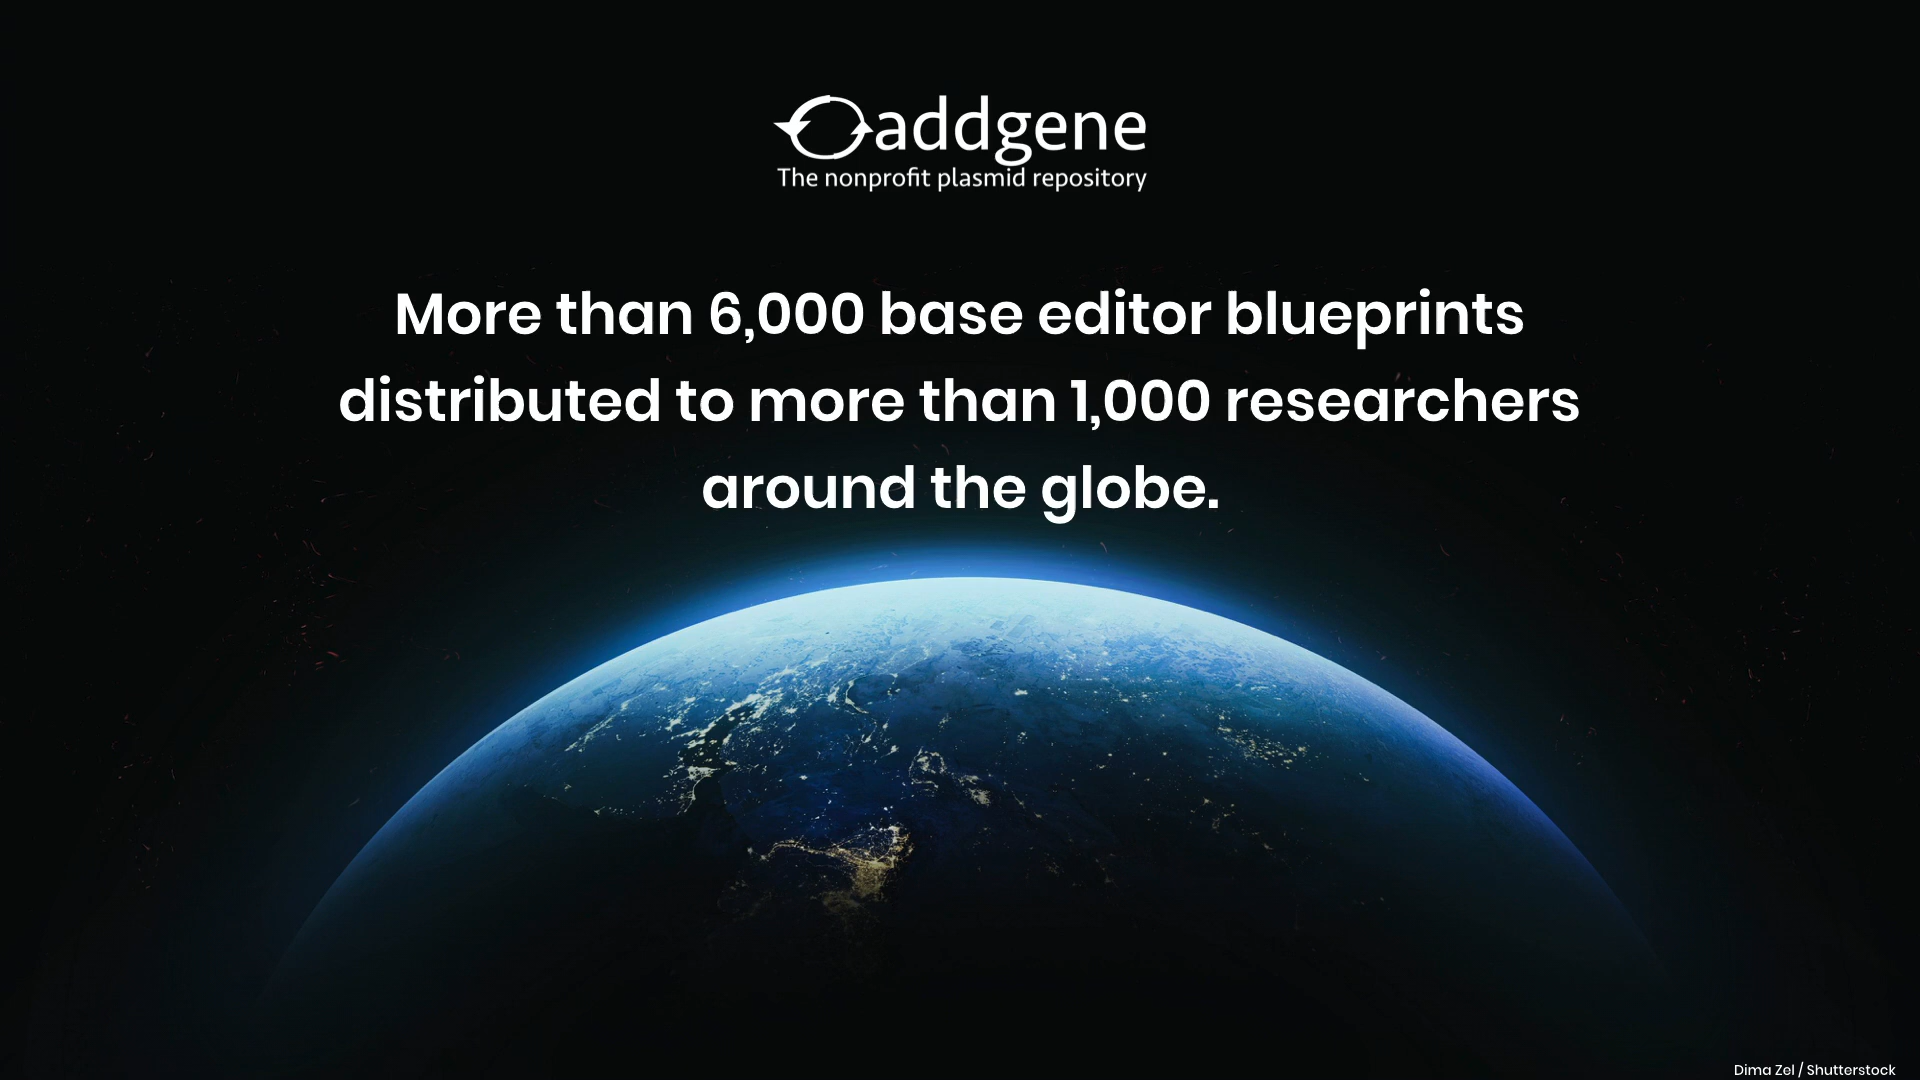 addgene
The nonprofit plasmid repository
More than 6,000 base editor blueprints
distributed to more than 1,000 researchers
around the globe.
Dima Zel / Shutterstock